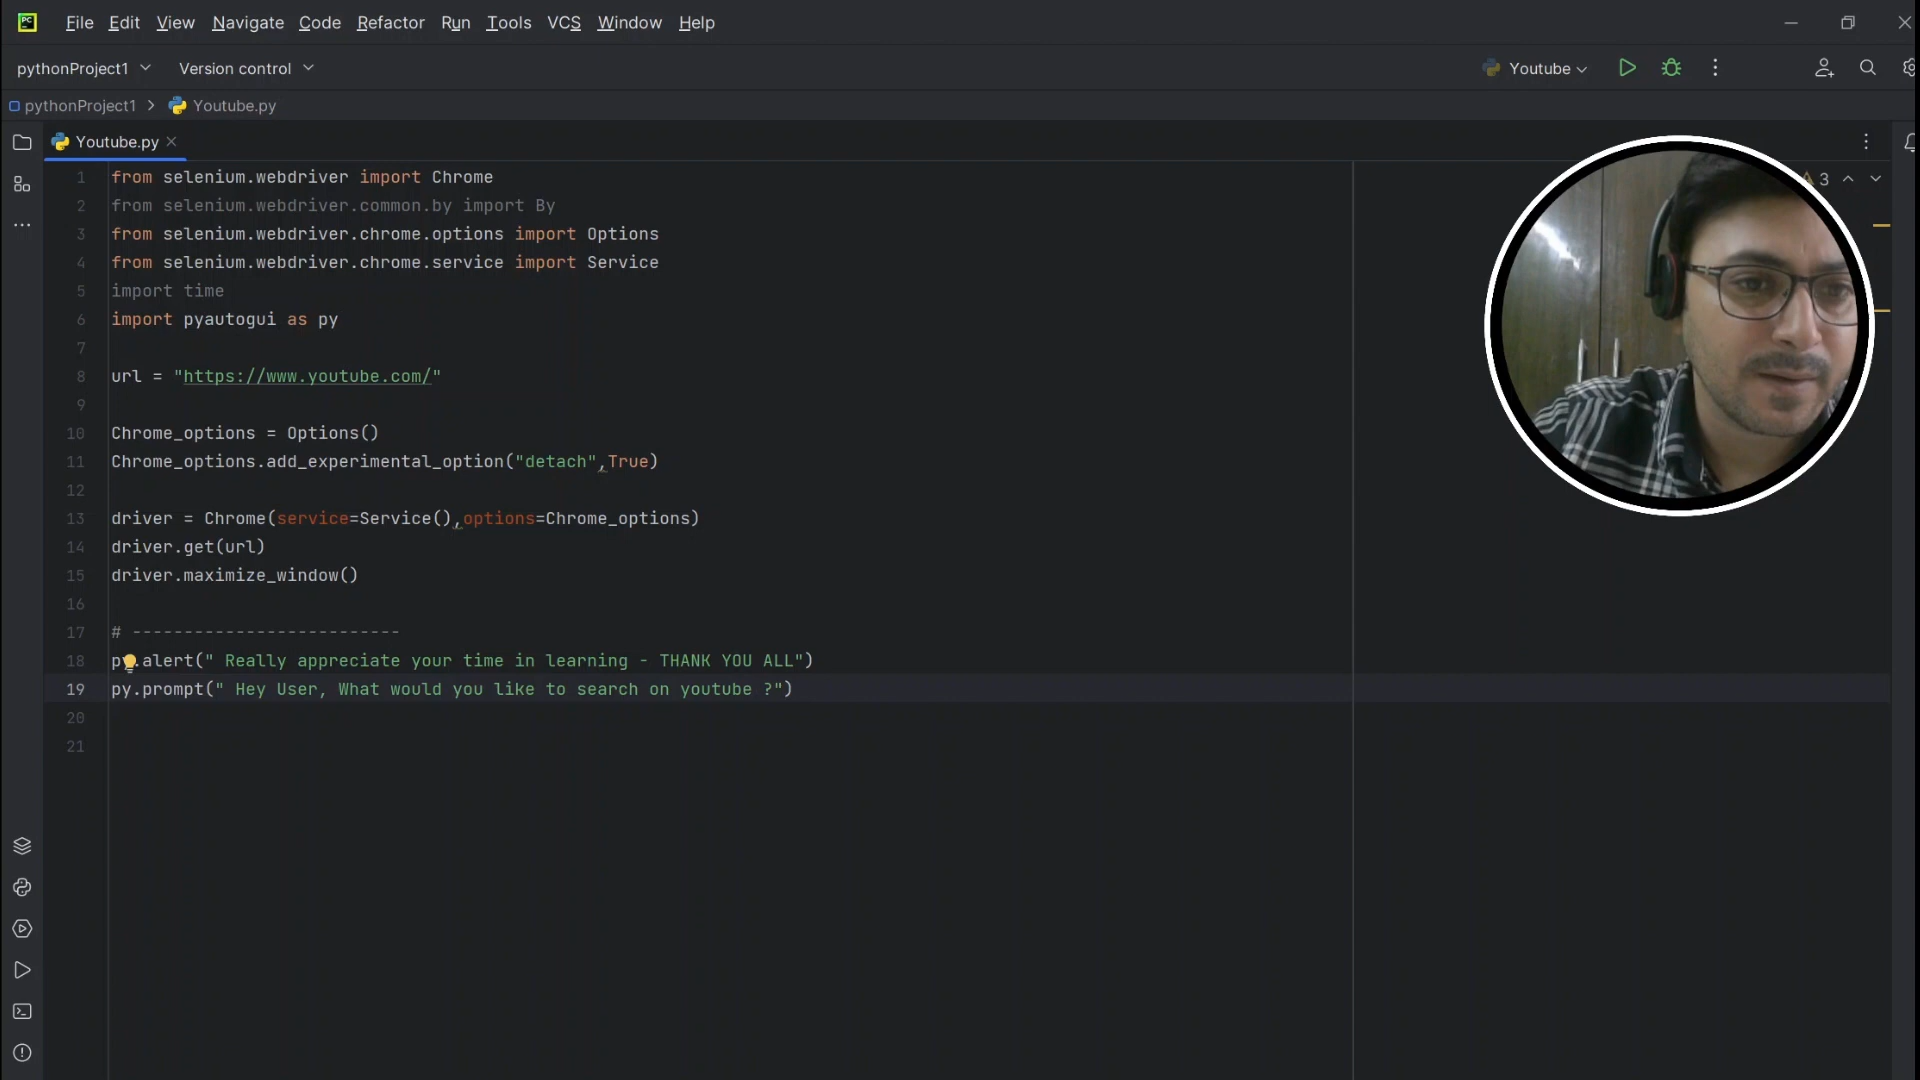 PC
File Edit View Navigate Code Refactor Run Tools VCS Window Help
pythonProject1 Version control Youtube
pythonProject1 > Youtube.py
Youtube.py
3
1 from selenium.webdriver import Chrome
2 from selenium.webdriver.common.by import By
3 from selenium.webdriver.chrome.options import Options
4 from selenium.webdriver.chrome.service import Service
5 import time
6 import pyautogui as py
7
8 url = "https://www.youtube.com/"
9
10 Chrome_options = Options()
11 Chrome_options.add_experimental_option("detach",True)
12
13 driver = Chrome(service=Service(),options=Chrome_options)
14 driver.get(url)
15 driver.maximize_window()
16
17 # --------------------------
18 py.alert(" Really appreciate your time in learning - THANK YOU ALL")
19 py.prompt(" Hey User, What would you like to search on youtube ?")
20
21